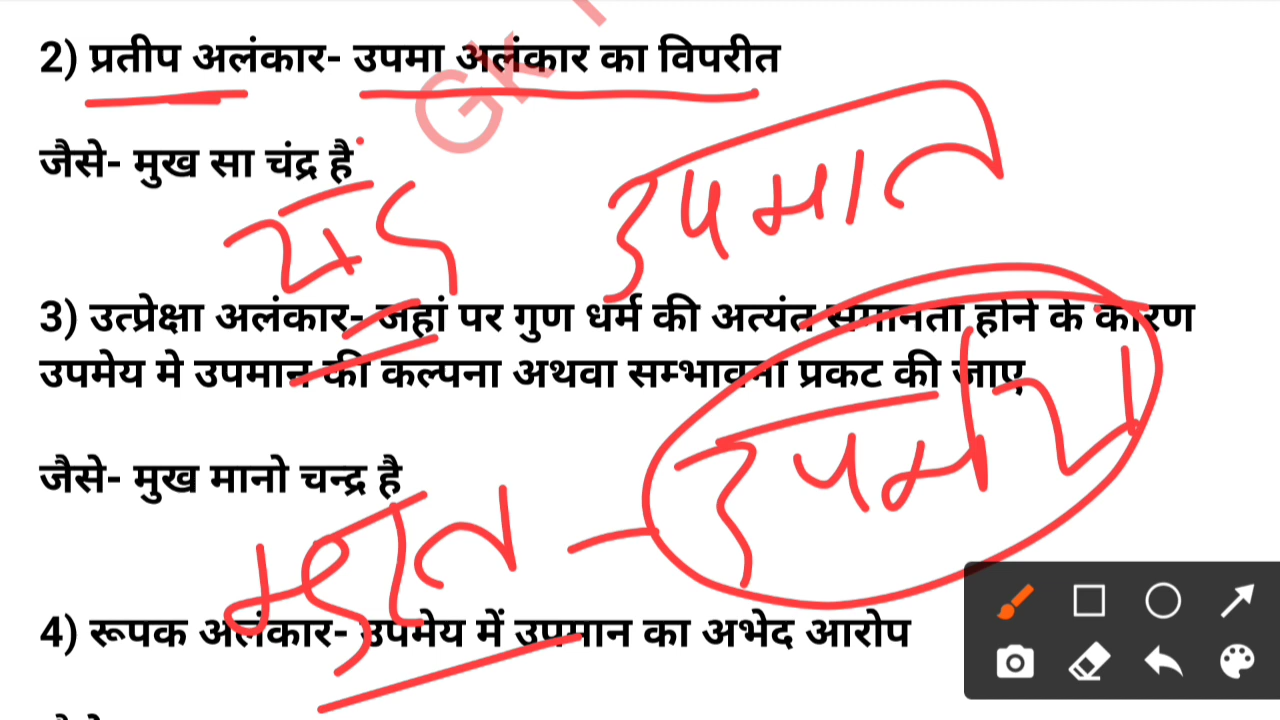 2) प्रतीप अलंकार- उपमा अलंकार का विपरीत
Gk
जैसे- मुख सा चंद्र है
उपमान
3) उत्प्रेक्षा अलंकार- जहां पर गुण धर्म की अत्यंत समानता होने के कारण
उपमेय मे उपमान की कल्पना अथवा सम्भावना प्रकट की जाए
उपमेय
जैसे- मुख मानो चन्द्र है
4) रूपक अलंकार- उपमेय में उपमान का अभेद आरोप